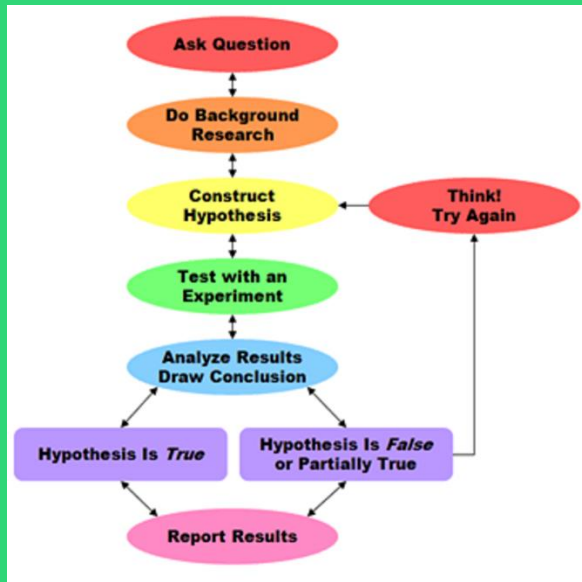 Ask Question
Do Background
Research
Construct
Hypothesis
Think!
Try Again
Test with an
Experiment
Analyze Results
Draw Conclusion
Hypothesis Is True
Hypothesis Is False
or Partially True
Report Results